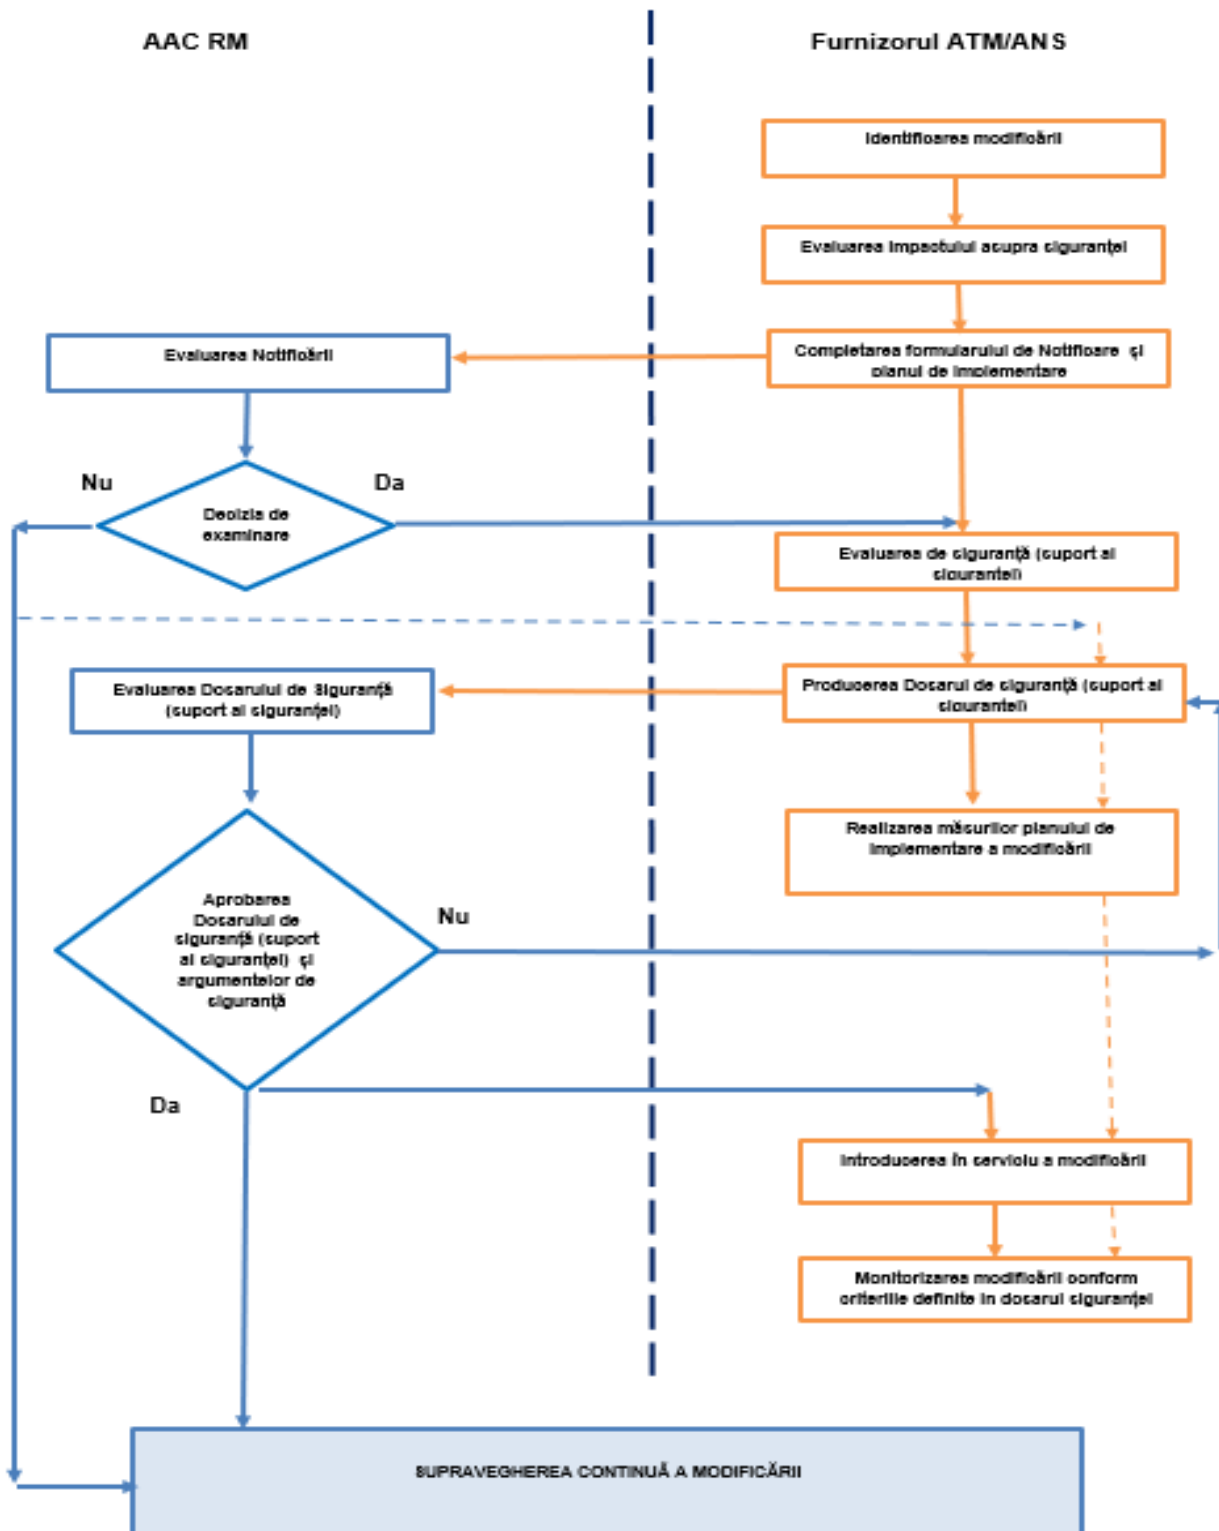 AAC RM
Furnizorul ATM/ANS
Identificarea modificării
Evaluarea impactului asupra siguranței
Completarea formularului de Notificare și
planul de implementare
Evaluarea Notificării
Nu
Da
Decizia de
examinare
Evaluarea de siguranță (suport al
siguranței)
Evaluarea Dosarului de Siguranță
(suport al siguranței)
Producerea Dosarul de siguranță (suport al
siguranței)
Realizarea măsurilor planului de
implementare a modificării
Aprobarea
Dosarului de
siguranță (suport
al siguranței) și
argumentelor de
siguranță
Nu
Da
Introducerea în serviciu a modificării
Monitorizarea modificării conform
criteriile definite in dosarul siguranței
SUPRAVEGHEREA CONTINUĂ A MODIFICĂRII